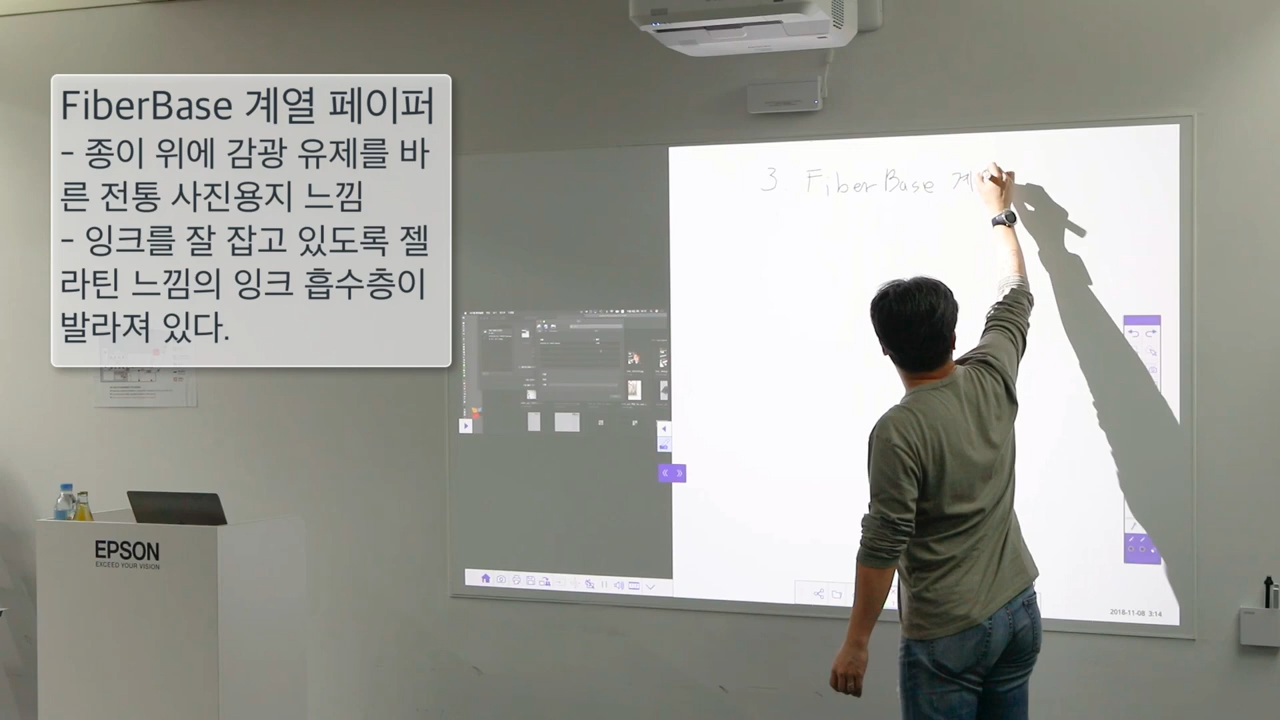 FiberBase 계열 페이퍼
- 종이 위에 감광 유제를 바
른 전통 사진용지 느낌
- 잉크를 잘 잡고 있도록 젤
라틴 느낌의 잉크 흡수층이
발라져 있다.
3 FiberBase 계
EPSON
EXCEED YOUR VISION
2018-11-08 3:14